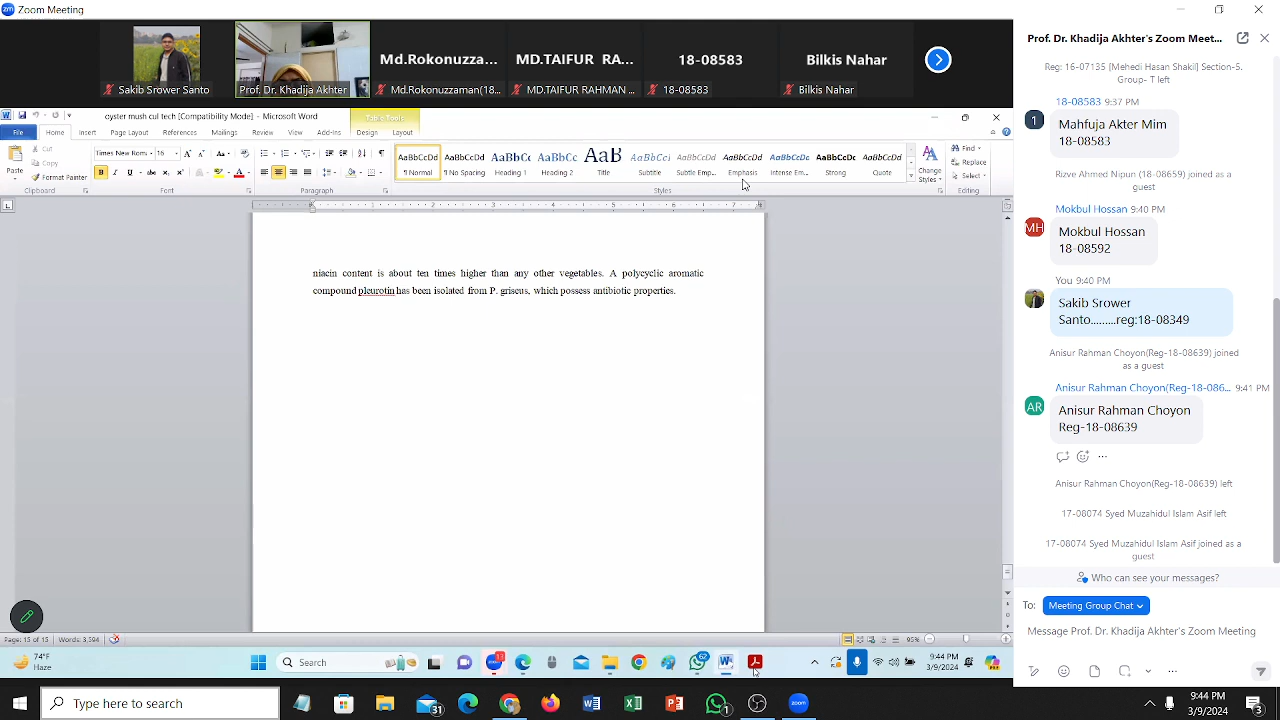 Zoom Meeting
Sakib Srower Santo
Prof. Dr. Khadija Akhter
Md.Rokonuzza...
Md.Rokonuzzaman(18...
MD.TAIFUR RA...
MD.TAIFUR RAHMAN ...
18-08583
18-08583
Bilkis Nahar
Bilkis Nahar
oyster mush cul tech [Compatibility Mode] - Microsoft Word
Table Tools
File Home Insert Page Layout References Mailings Review View Add-Ins Design Layout
Paste
Cut
Copy
Format Painter
Clipboard
Times New Rom 16
Font
Paragraph
AaBbCcDd AaBbCcDd AaBbCc AaBbCc AaB AaBbCcI AaBbCcDd AaBbCcDd AaBbCcDd AaBbCcDd AaBbCcDd
¶ Normal ¶ No Spacing Heading 1 Heading 2 Title Subtitle Subtle Emp... Emphasis Intense Em... Strong Quote
Styles
Change Styles
Find
Replace
Select
Editing
niacin content is about ten times higher than any other vegetables. A polycyclic aromatic
compound pleurotin has been isolated from P. griseus, which possess antibiotic properties.
Page: 15 of 15 Words: 3,594
95%
74°F
Haze
Search
9:44 PM
3/9/2024
Type here to search
9:44 PM
3/9/2024
Prof. Dr. Khadija Akhter's Zoom Meet...
Reg: 16-07135 [Mehedi Hasan Shakil] Section-5.
Group- T left
18-08583 9:37 PM
Mahfuja Akter Mim
18-08583
Rizve Ahmed Nipun (18-08659) joined as a
guest
Mokbul Hossan 9:40 PM
MH
Mokbul Hossan
18-08592
You 9:40 PM
Sakib Srower
Santo.........reg:18-08349
Anisur Rahman Choyon(Reg-18-08639) joined
as a guest
Anisur Rahman Choyon(Reg-18-086... 9:41 PM
AR
Anisur Rahman Choyon
Reg-18-08639
Anisur Rahman Choyon(Reg-18-08639) left
17-08074 Syed Muzahidul Islam Asif left
17-08074 Syed Muzahidul Islam Asif joined as a
guest
Who can see your messages?
To: Meeting Group Chat
Message Prof. Dr. Khadija Akhter's Zoom Meeting